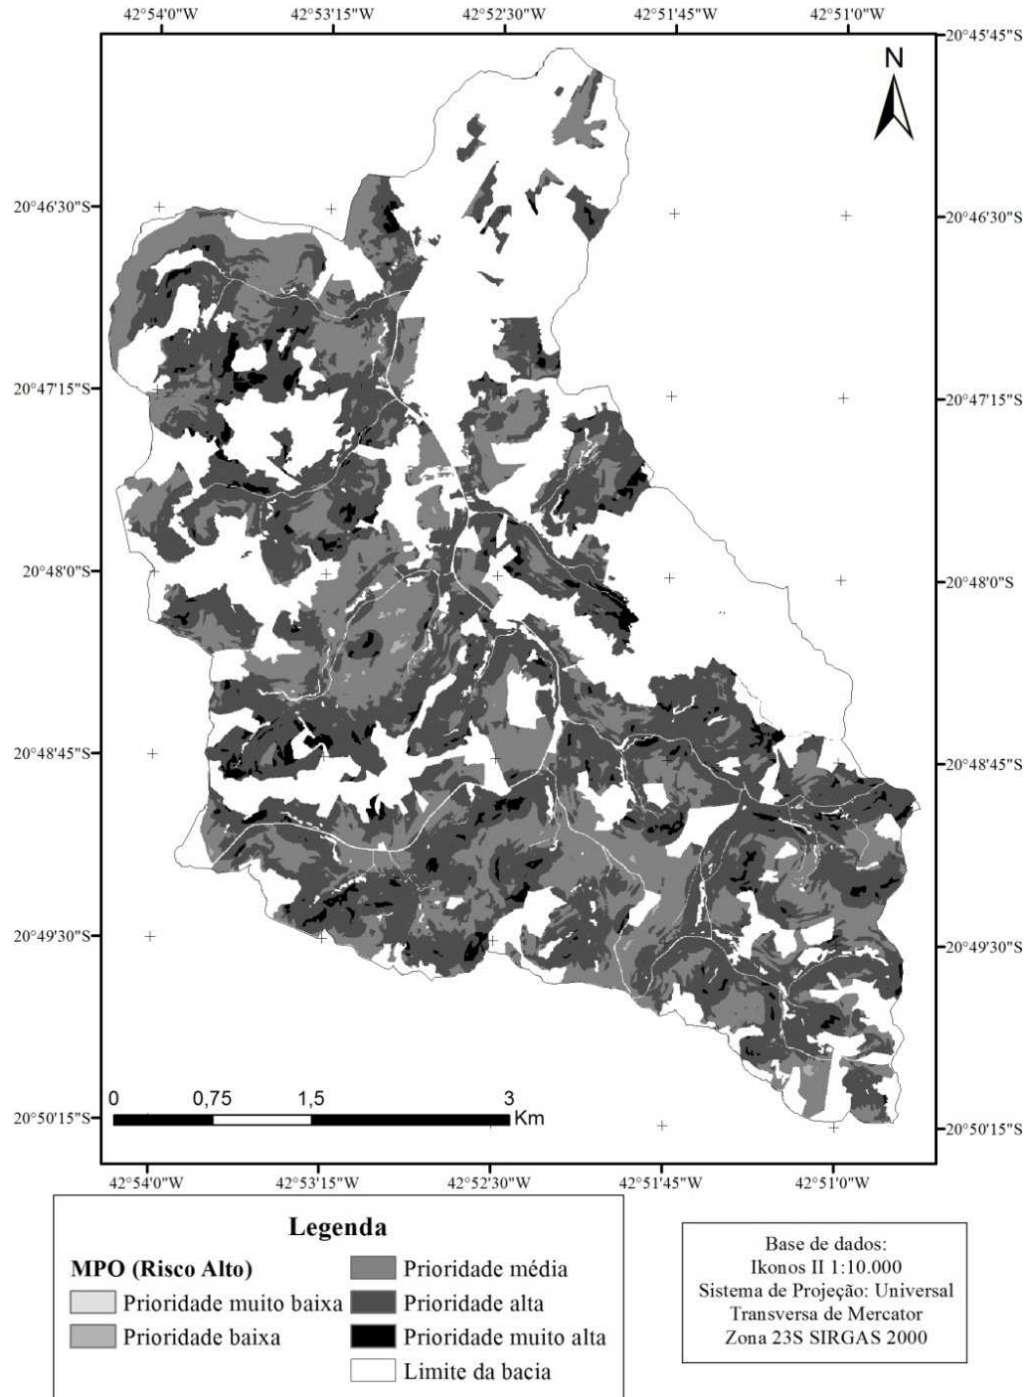 42°54'0"W 42°53'15"W 42°52'30"W 42°51'45"W 42°51'0"W
20°45'45"S
N
20°46'30"S 20°46'30"S
20°47'15"S 20°47'15"S
20°48'0"S 20°48'0"S
20°48'45"S 20°48'45"S
20°49'30"S 20°49'30"S
0 0,75 1,5 3
Km
20°50'15"S 20°50'15"S
42°54'0"W 42°53'15"W 42°52'30"W 42°51'45"W 42°51'0"W
Legenda
MPO (Risco Alto)
Prioridade muito baixa
Prioridade baixa
Prioridade média
Prioridade alta
Prioridade muito alta
Limite da bacia
Base de dados:
Ikonos II 1:10.000
Sistema de Projeção: Universal
Transversa de Mercator
Zona 23S SIRGAS 2000